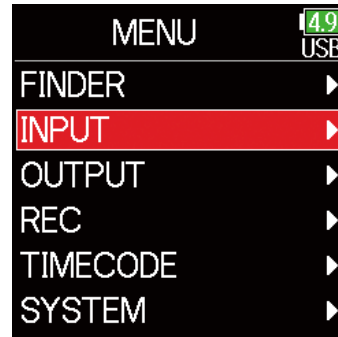 MENU
4.9
USB
FINDER
INPUT
OUTPUT
REC
TIMECODE
SYSTEM